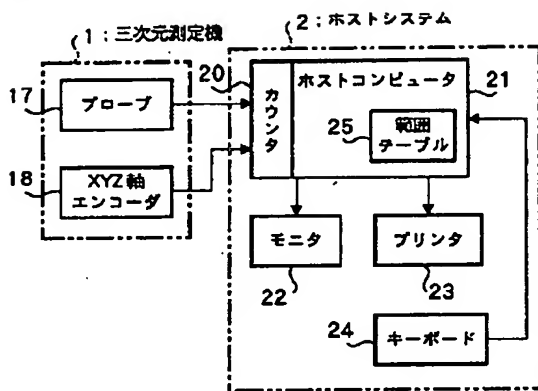 1：三次元測定機
2：ホストシステム
20
ホストコンピュータ
21
カウンタ
17
プローブ
25
範囲
テーブル
18
XYZ軸
エンコーダ
モニタ
プリンタ
22
23
24
キーボード